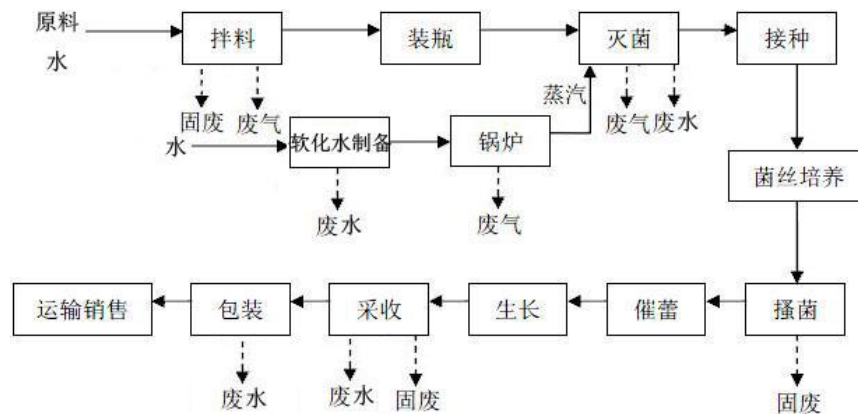 原料
水
拌料
装瓶
灭菌
接种
固废
废气
蒸汽
废气
废水
水
软化水制备
锅炉
废水
废气
菌丝培养
运输销售
包装
采收
生长
催蕾
搔菌
废水
废水
固废
固废